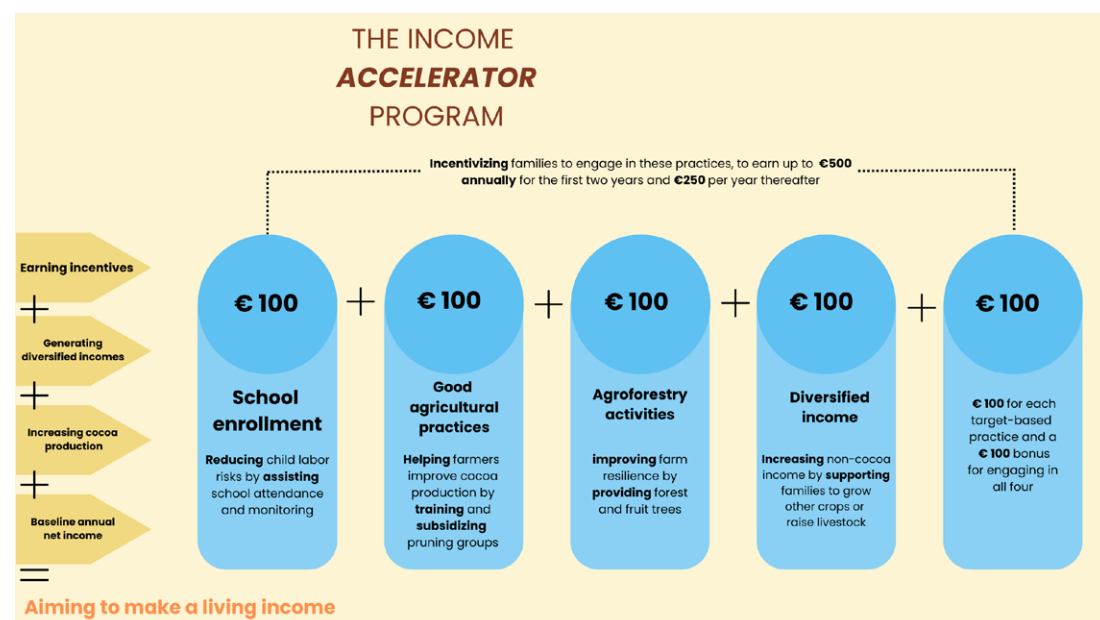 THE INCOME
ACCELERATOR
PROGRAM
Incentivizing families to engage in these practices, to earn up to €500
annually for the first two years and €250 per year thereafter
Earning incentives
+
Generating
diversified incomes
+
Increasing cocoa
production
+
Baseline annual
net income
=
Aiming to make a living income
€ 100
School
enrollment
Reducing child labor
risks by assisting
school attendance
and monitoring
+
€ 100
Good
agricultural
practices
Helping farmers
improve cocoa
production by
training and
subsidizing
pruning groups
+
€ 100
Agroforestry
activities
improving farm
resilience by
providing forest
and fruit trees
+
€ 100
Diversified
income
Increasing non-cocoa
income by supporting
families to grow
other crops or
raise livestock
+
€ 100
€ 100 for each
target-based
practice and a
€ 100 bonus
for engaging in
all four